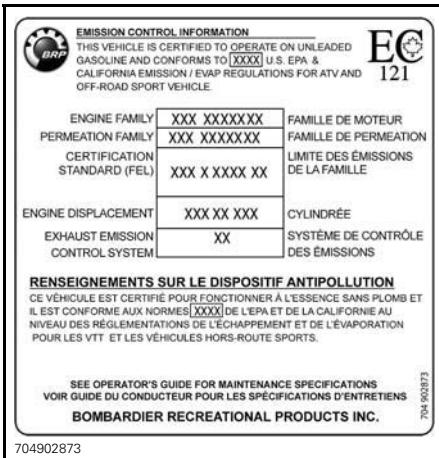 EMISSION CONTROL INFORMATION
THIS VEHICLE IS CERTIFIED TO OPERATE ON UNLEADED
GASOLINE AND CONFORMS TO XXXX U.S. EPA &
CALIFORNIA EMISSION / EVAP REGULATIONS FOR ATV AND
OFF-ROAD SPORT VEHICLE.
BRP
EC
121
ENGINE FAMILY XXX XXXXXXX FAMILLE DE MOTEUR
PERMEATION FAMILY XXX XXXXXXX FAMILLE DE PERMEATION
CERTIFICATION LIMITE DES ÉMISSIONS
STANDARD (FEL) XXX X XXXX XX DE LA FAMILLE
ENGINE DISPLACEMENT XXX XX XXX CYLINDRÉE
EXHAUST EMISSION XX SYSTÈME DE CONTRÔLE
CONTROL SYSTEM DES ÉMISSIONS
RENSEIGNEMENTS SUR LE DISPOSITIF ANTIPOLLUTION
CE VÉHICULE EST CERTIFIÉ POUR FONCTIONNER À L'ESSENCE SANS PLOMB ET
IL EST CONFORME AUX NORMES XXXX DE L'EPA ET DE LA CALIFORNIE AU
NIVEAU DES RÉGLEMENTATIONS DE L'ÉCHAPPEMENT ET DE L'ÉVAPORATION
POUR LES VTT ET LES VÉHICULES HORS-ROUTE SPORTS.
SEE OPERATOR'S GUIDE FOR MAINTENANCE SPECIFICATIONS
VOIR GUIDE DU CONDUCTEUR POUR LES SPÉCIFICATIONS D'ENTRETIENS
BOMBARDIER RECREATIONAL PRODUCTS INC.
704 902873
704902873